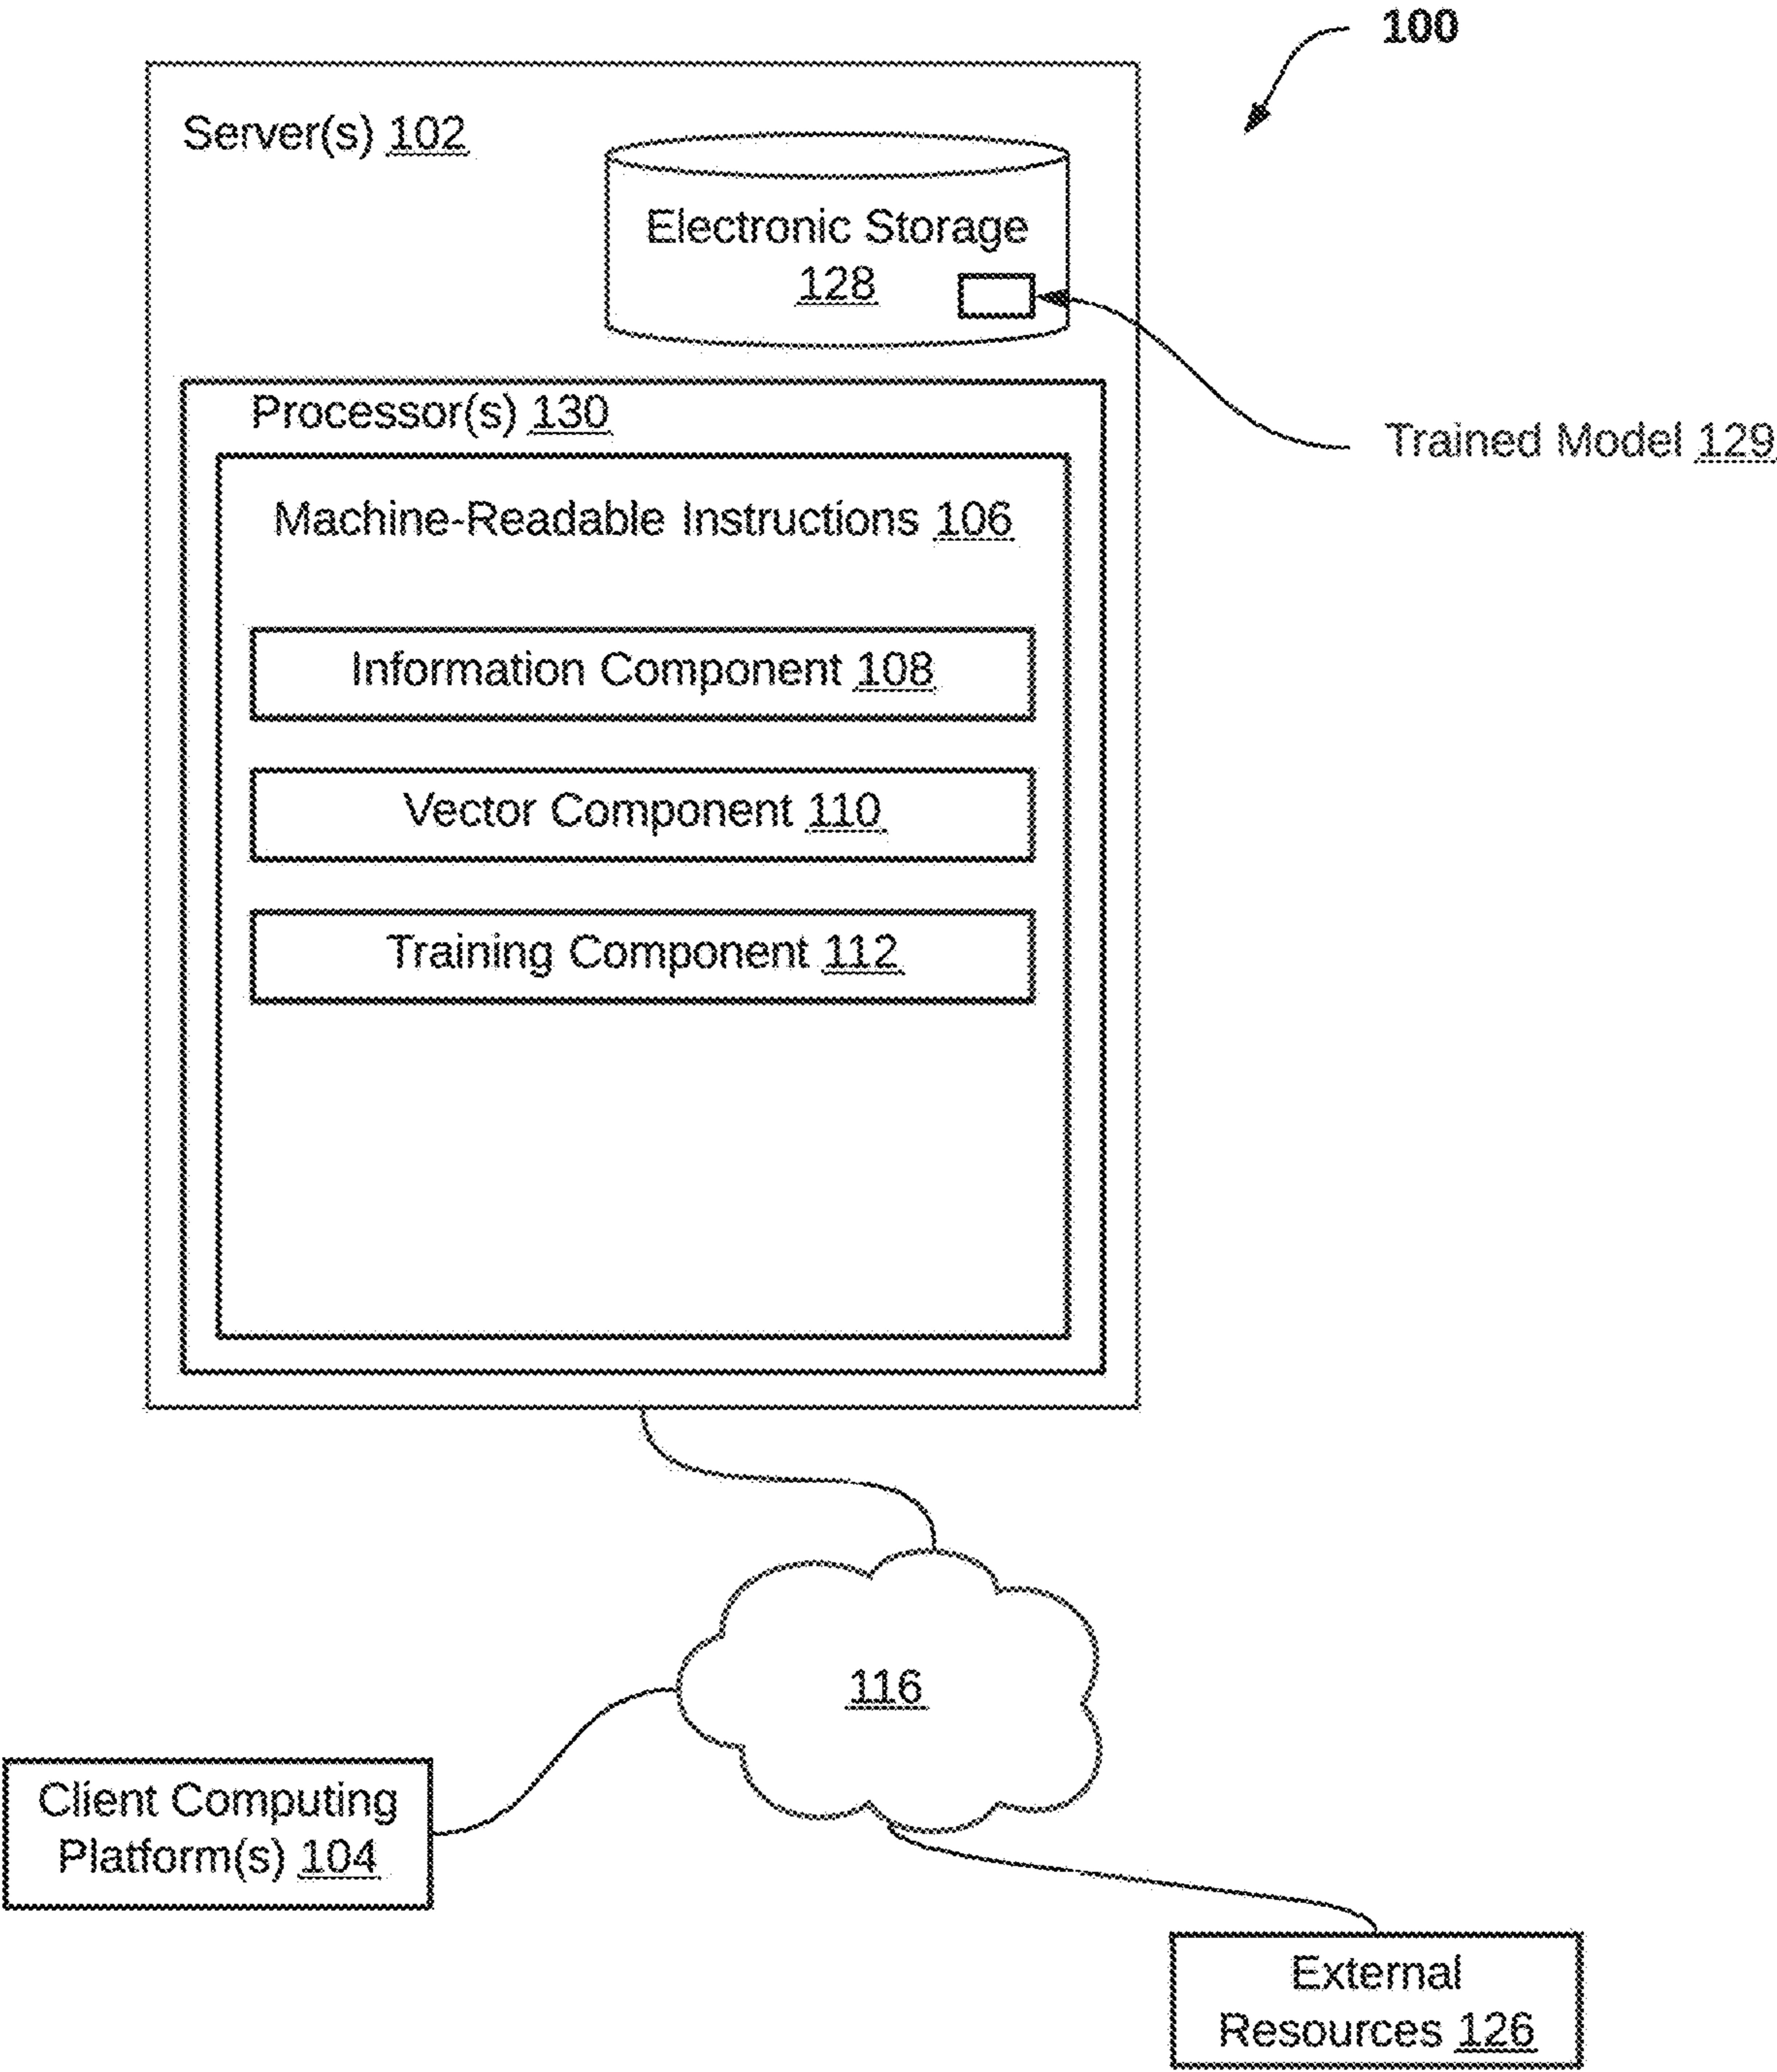 100
Server(s) 102
Electronic Storage
128
Processor(s) 130
Trained Model 129
Machine-Readable Instructions 106
Information Component 108
Vector Component 110
Training Component 112
116
Client Computing
Platform(s) 104
External
Resources 126